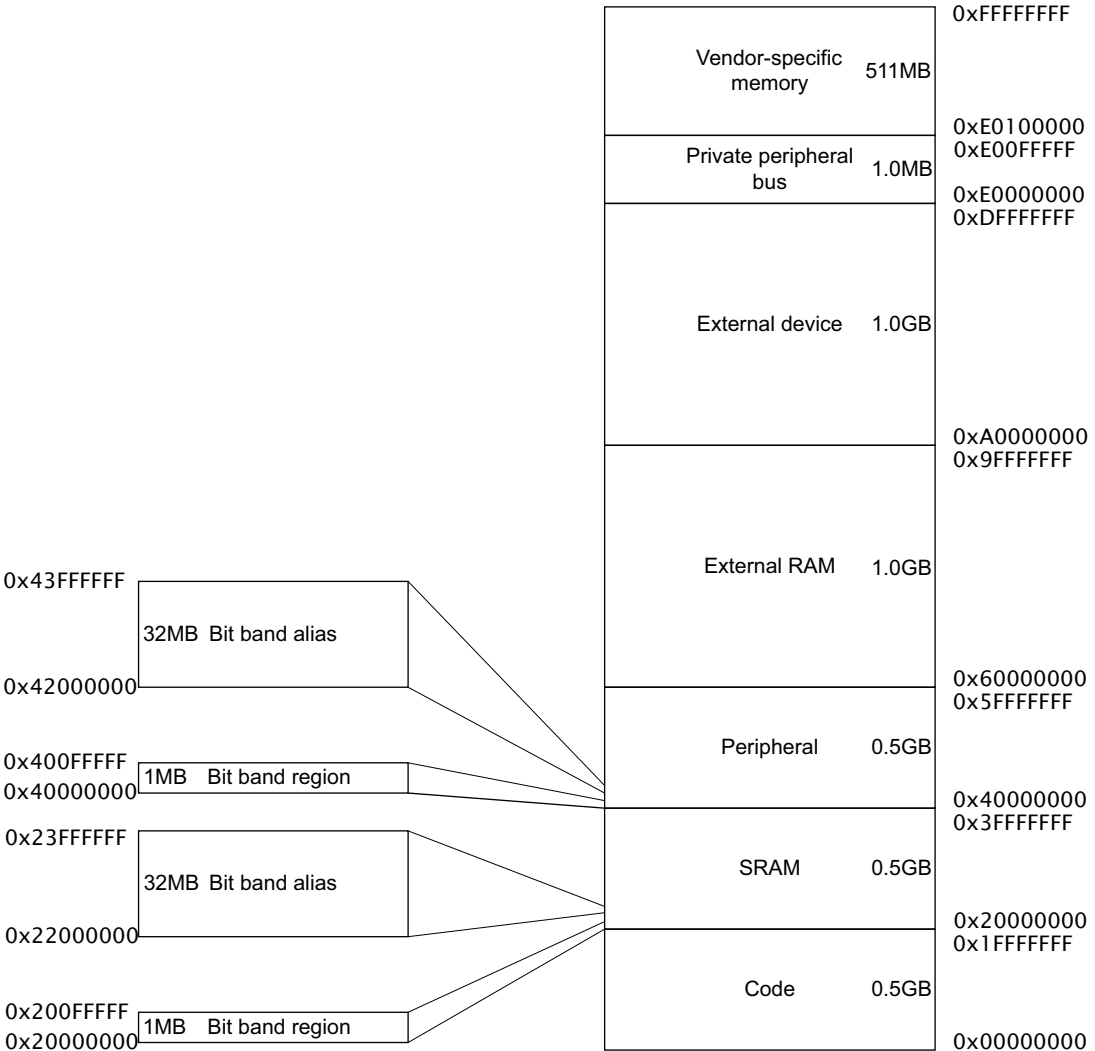 0xFFFFFFFF
Vendor-specific
memory
511MB
0xE0100000
0xE00FFFFF
Private peripheral
bus
1.0MB
0xE0000000
0xDFFFFFFF
External device 1.0GB
0xA0000000
0x9FFFFFFF
External RAM 1.0GB
0x60000000
0x5FFFFFFF
Peripheral 0.5GB
0x40000000
0x3FFFFFFF
SRAM 0.5GB
0x20000000
0x1FFFFFFF
Code 0.5GB
0x00000000
0x43FFFFFF
32MB Bit band alias
0x42000000
0x400FFFFF
1MB Bit band region
0x40000000
0x23FFFFFF
32MB Bit band alias
0x22000000
0x200FFFFF
1MB Bit band region
0x20000000